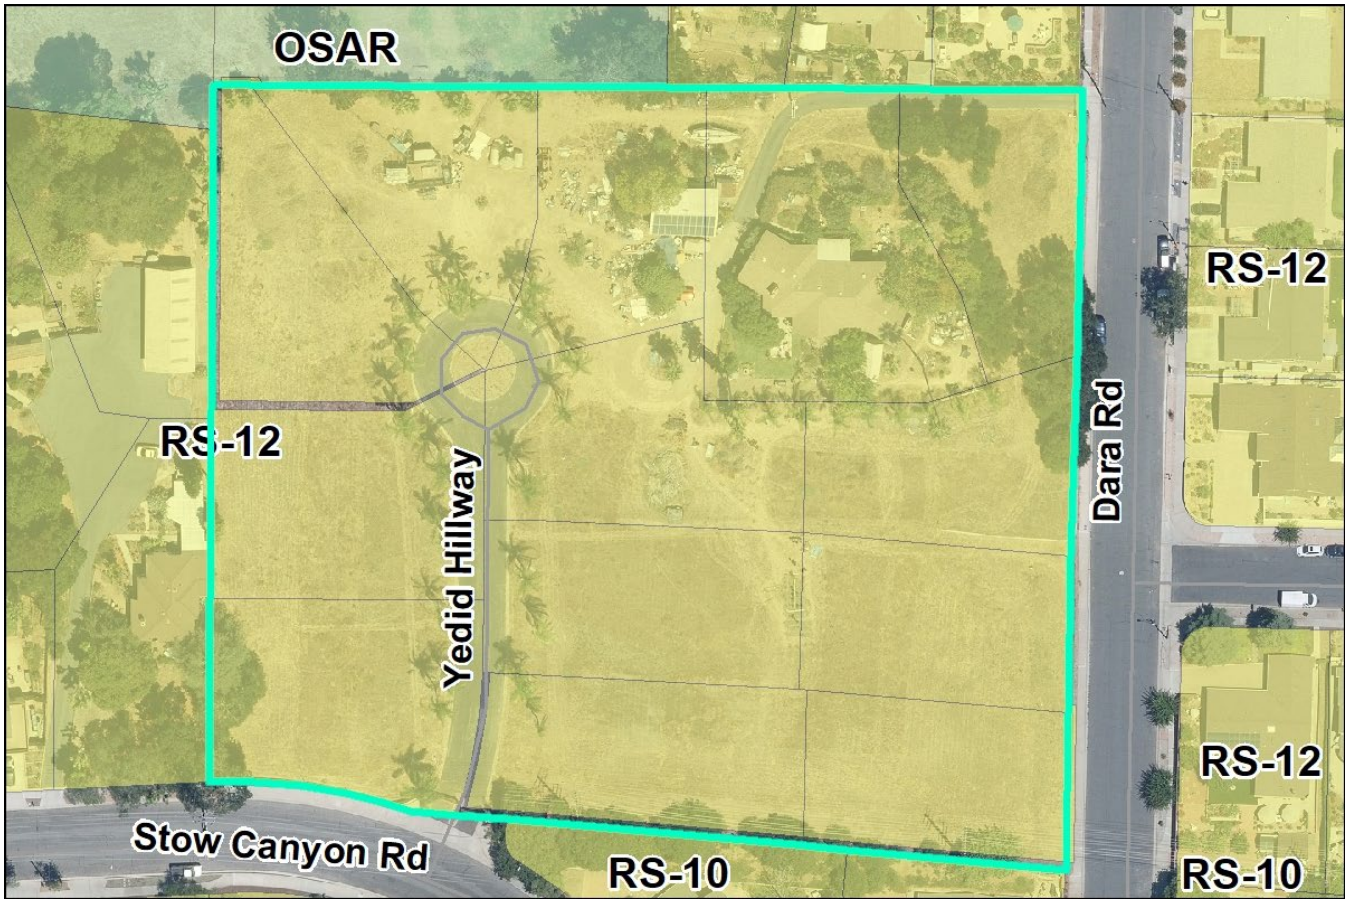 OSAR
RS-12
RS-12
Dara Rd
Yedid Hillway
RS-12
Stow Canyon Rd
RS-10
RS-10